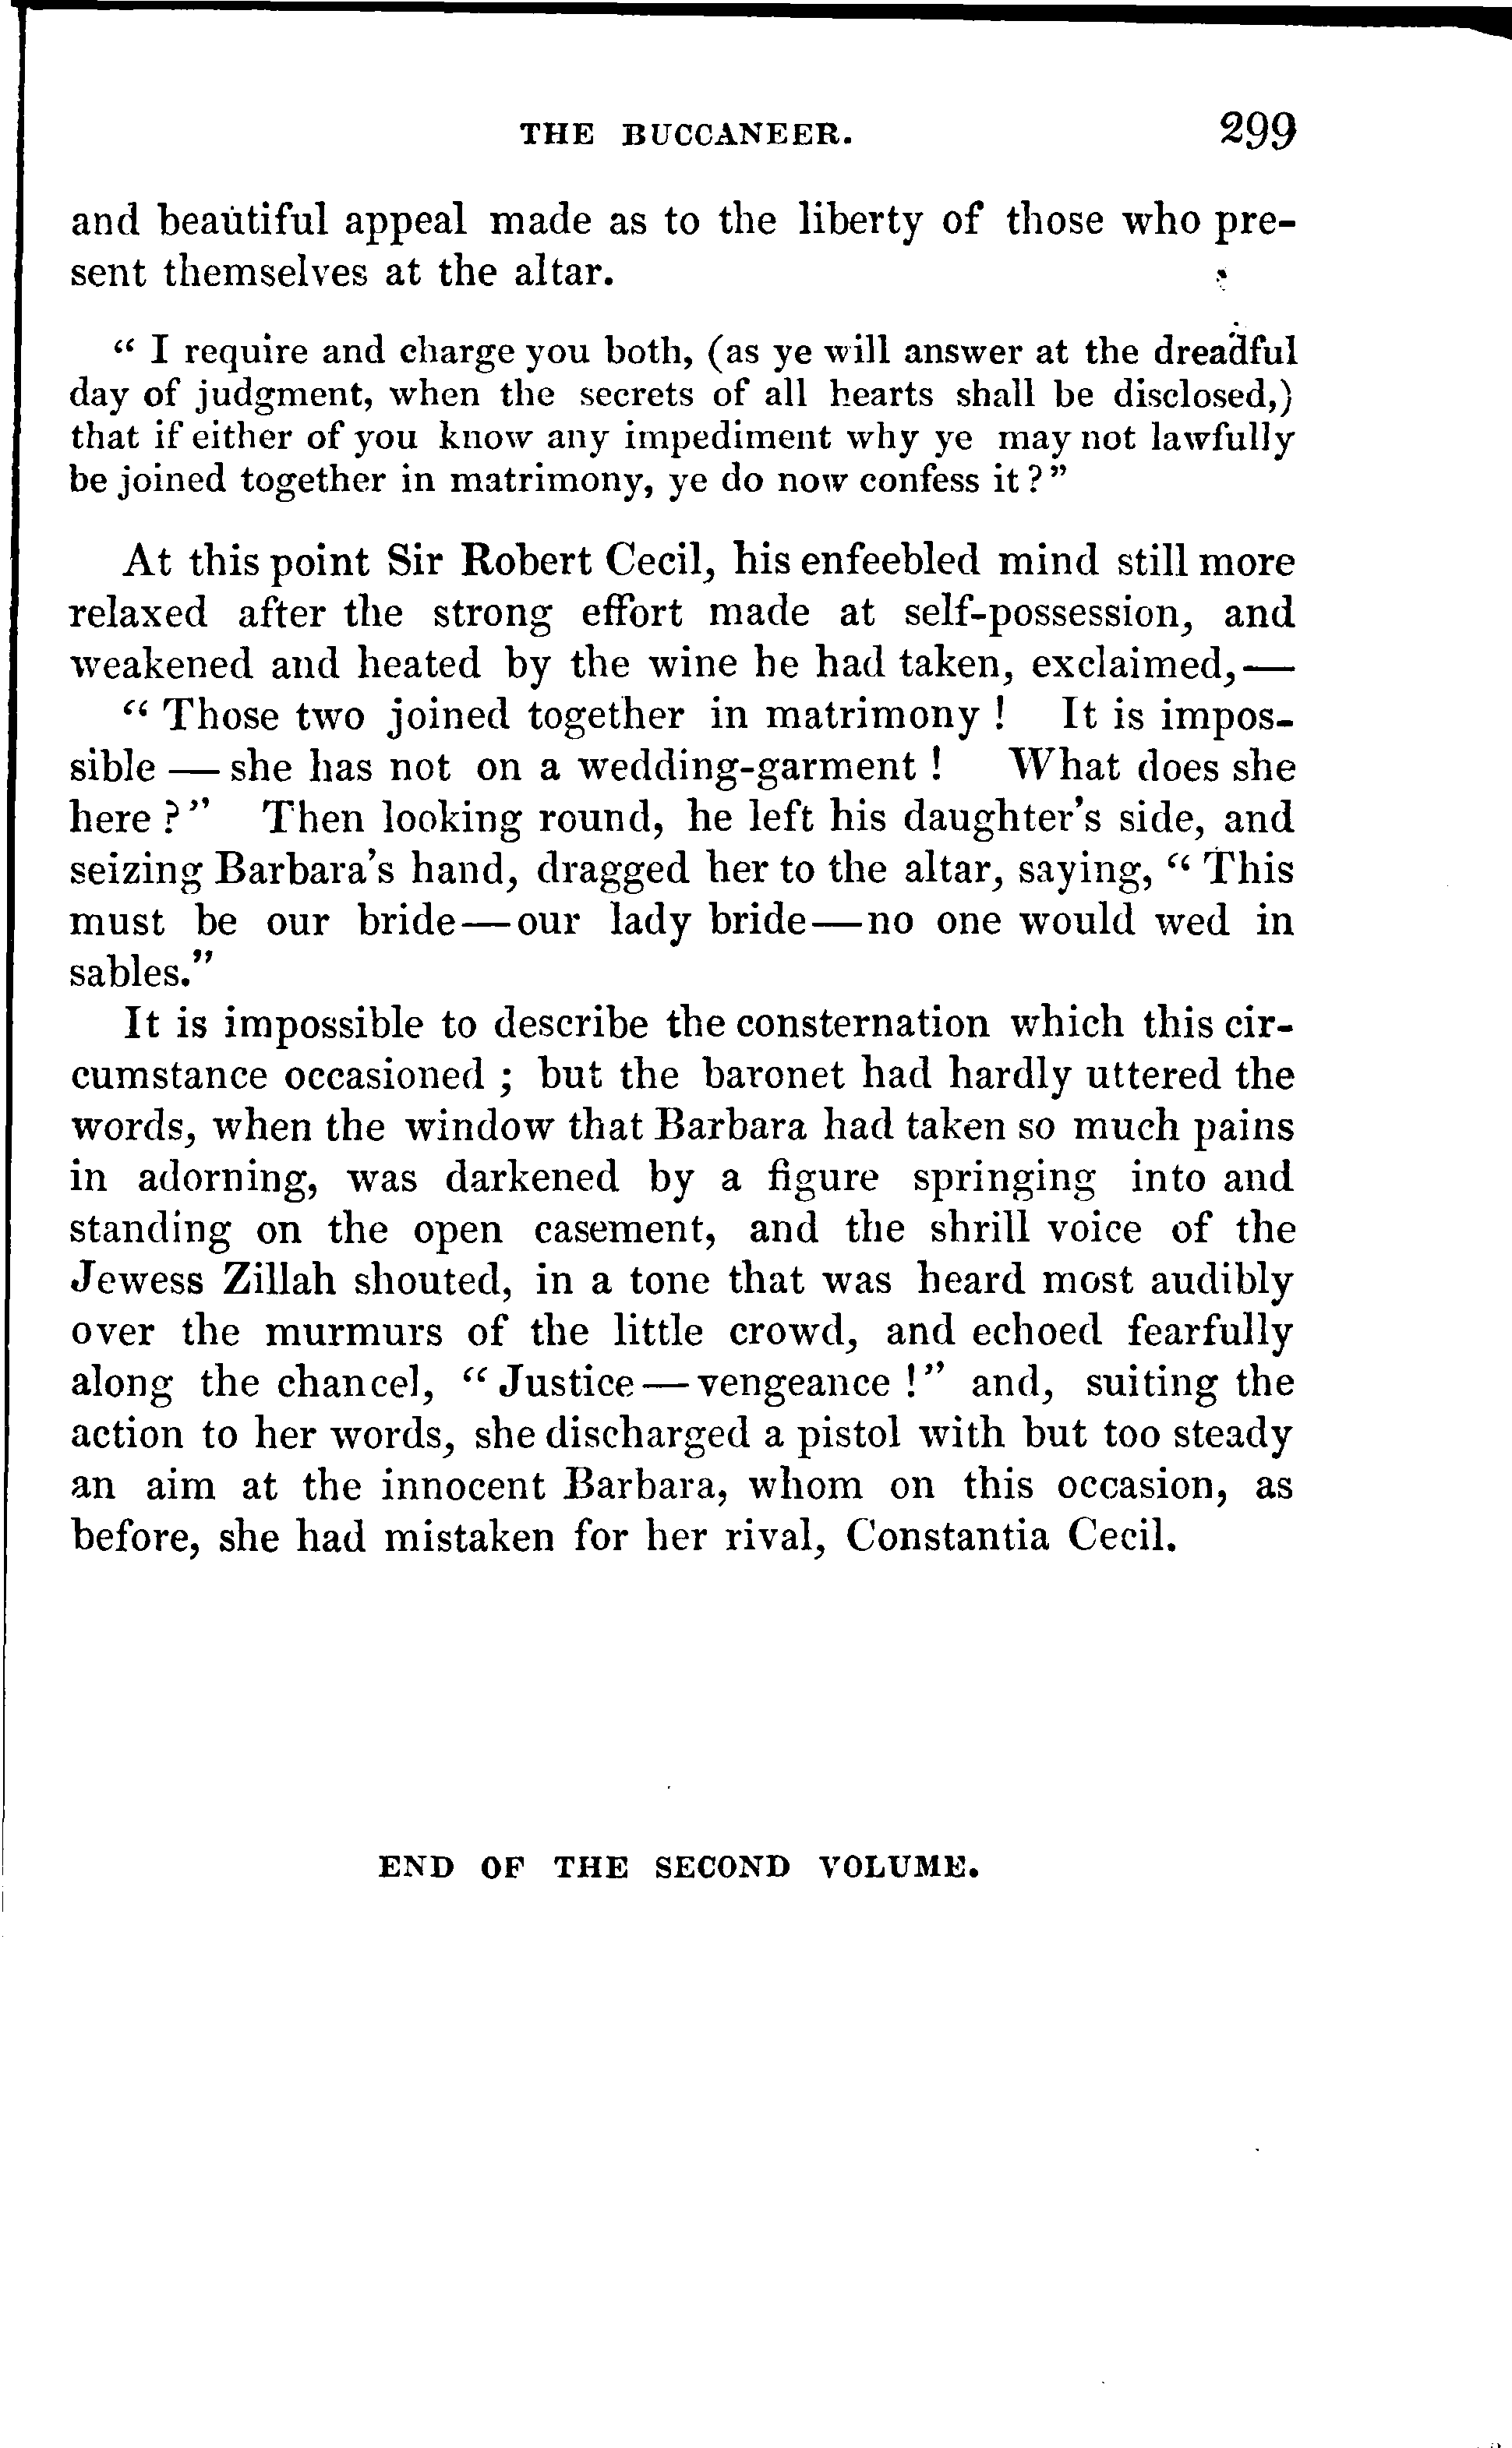 THE BUCCANEER. 299
and beautiful appeal made as to the liberty of those who pre-
sent themselves at the altar.
“ I require and charge you both, (as ye will answer at the dreadful
day of judgment, when the secrets of all hearts shall be disclosed,)
that if either of you know any impediment why ye may not lawfully
be joined together in matrimony, ye do now confess it ? ”
At this point Sir Robert Cecil, his enfeebled mind still more
relaxed after the strong effort made at self-possession, and
weakened and heated by the wine he had taken, exclaimed,—
“ Those two joined together in matrimony ! It is impos-
sible — she has not on a wedding-garment ! What does she
here ? ” Then looking round, he left his daughter’s side, and
seizing Barbara’s hand, dragged her to the altar, saying, “ This
must be our bride—our lady bride—no one would wed in
sables.”
It is impossible to describe the consternation which this cir-
cumstance occasioned ; but the baronet had hardly uttered the
words, when the window that Barbara had taken so much pains
in adorning, was darkened by a figure springing into and
standing on the open casement, and the shrill voice of the
Jewess Zillah shouted, in a tone that was heard most audibly
over the murmurs of the little crowd, and echoed fearfully
along the chancel, “ Justice — vengeance ! ” and, suiting the
action to her words, she discharged a pistol with but too steady
an aim at the innocent Barbara, whom on this occasion, as
before, she had mistaken for her rival, Constantia Cecil.
END OF THE SECOND VOLUME.